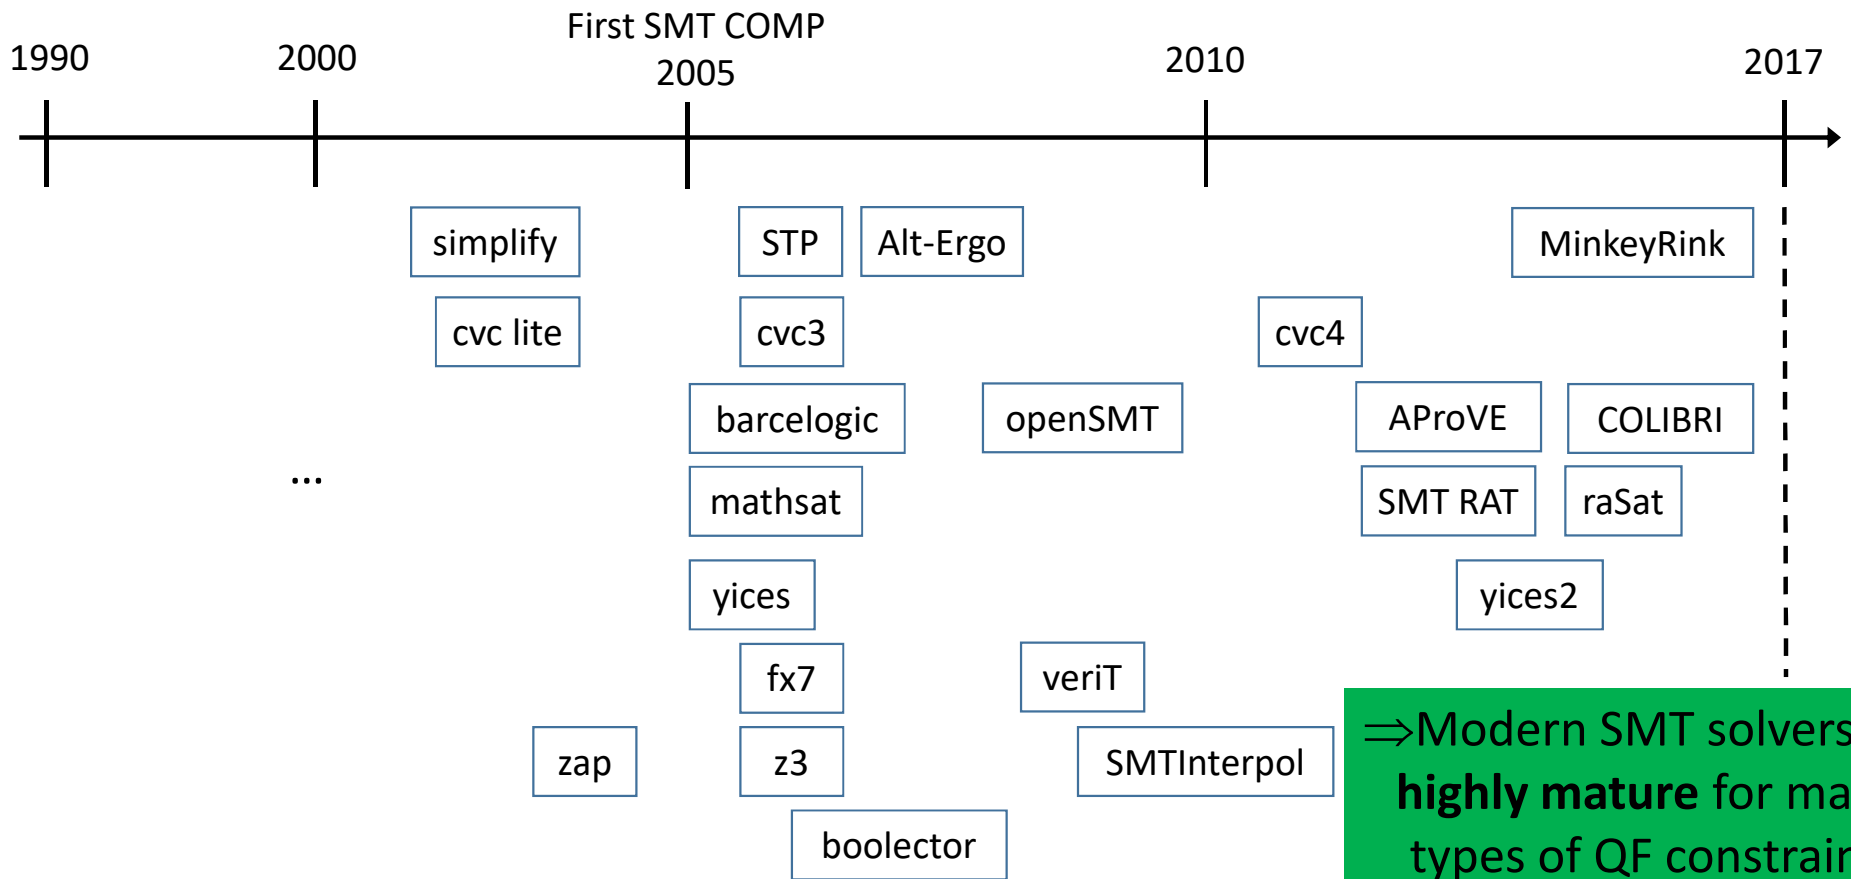 First SMT COMP
1990 2000 2005 2010 2017
simplify STP Alt-Ergo MinkeyRink
cvc lite cvc3 cvc4
barcelogic openSMT AProVE COLIBRI
...
mathsat SMT RAT raSat
yices yices2
fx7 veriT
zap z3 SMTInterpol
boolector
⇒Modern SMT solvers
highly mature for
types of QF